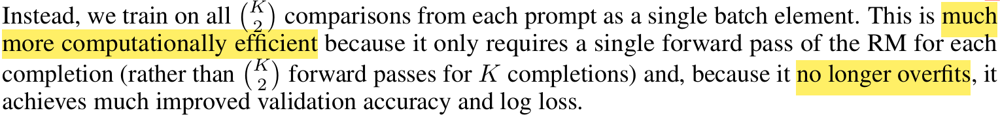 Instead, we train on all $\binom{K}{2}$ comparisons from each prompt as a single batch element. This is much
more computationally efficient because it only requires a single forward pass of the RM for each
completion (rather than $\binom{K}{2}$ forward passes for $K$ completions) and, because it no longer overfits, it
achieves much improved validation accuracy and log loss.